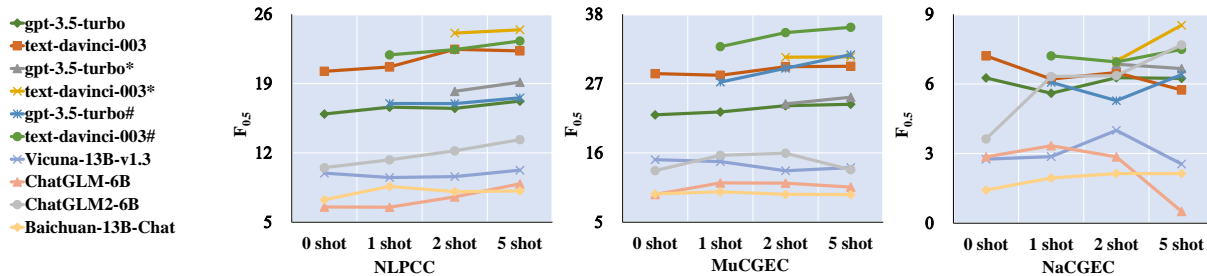 gpt-3.5-turbo
text-davinci-003
gpt-3.5-turbo*
text-davinci-003*
gpt-3.5-turbo#
text-davinci-003#
Vicuna-13B-v1.3
ChatGLM-6B
ChatGLM2-6B
Baichuan-13B-Chat
F0.5
26
19
12
5
0 shot 1 shot 2 shot 5 shot
NLPCC
F0.5
38
27
16
5
0 shot 1 shot 2 shot 5 shot
MuCGEC
F0.5
9
6
3
0
0 shot 1 shot 2 shot 5 shot
NaCGEC